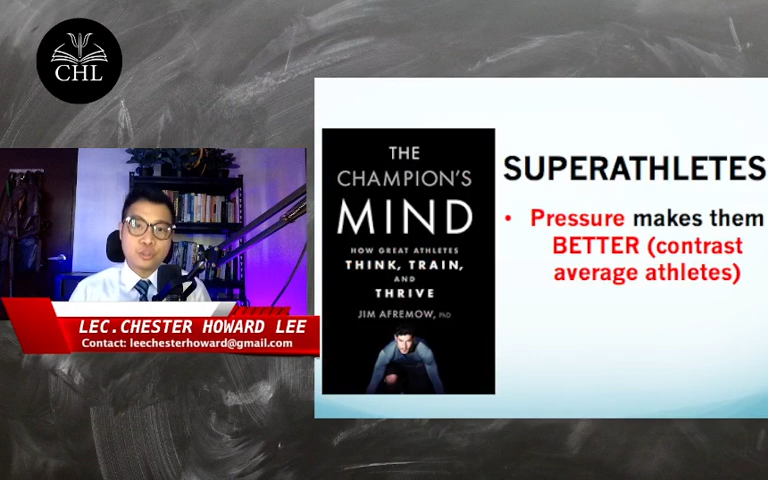 CHL
LEC.CHESTER HOWARD LEE
Contact: leechesterhoward@gmail.com
THE
CHAMPION'S
MIND
HOW GREAT ATHLETES
THINK, TRAIN,
AND
THRIVE
JIM AFREMOW, PhD
SUPERATHLETES
• Pressure makes them
BETTER (contrast
average athletes)